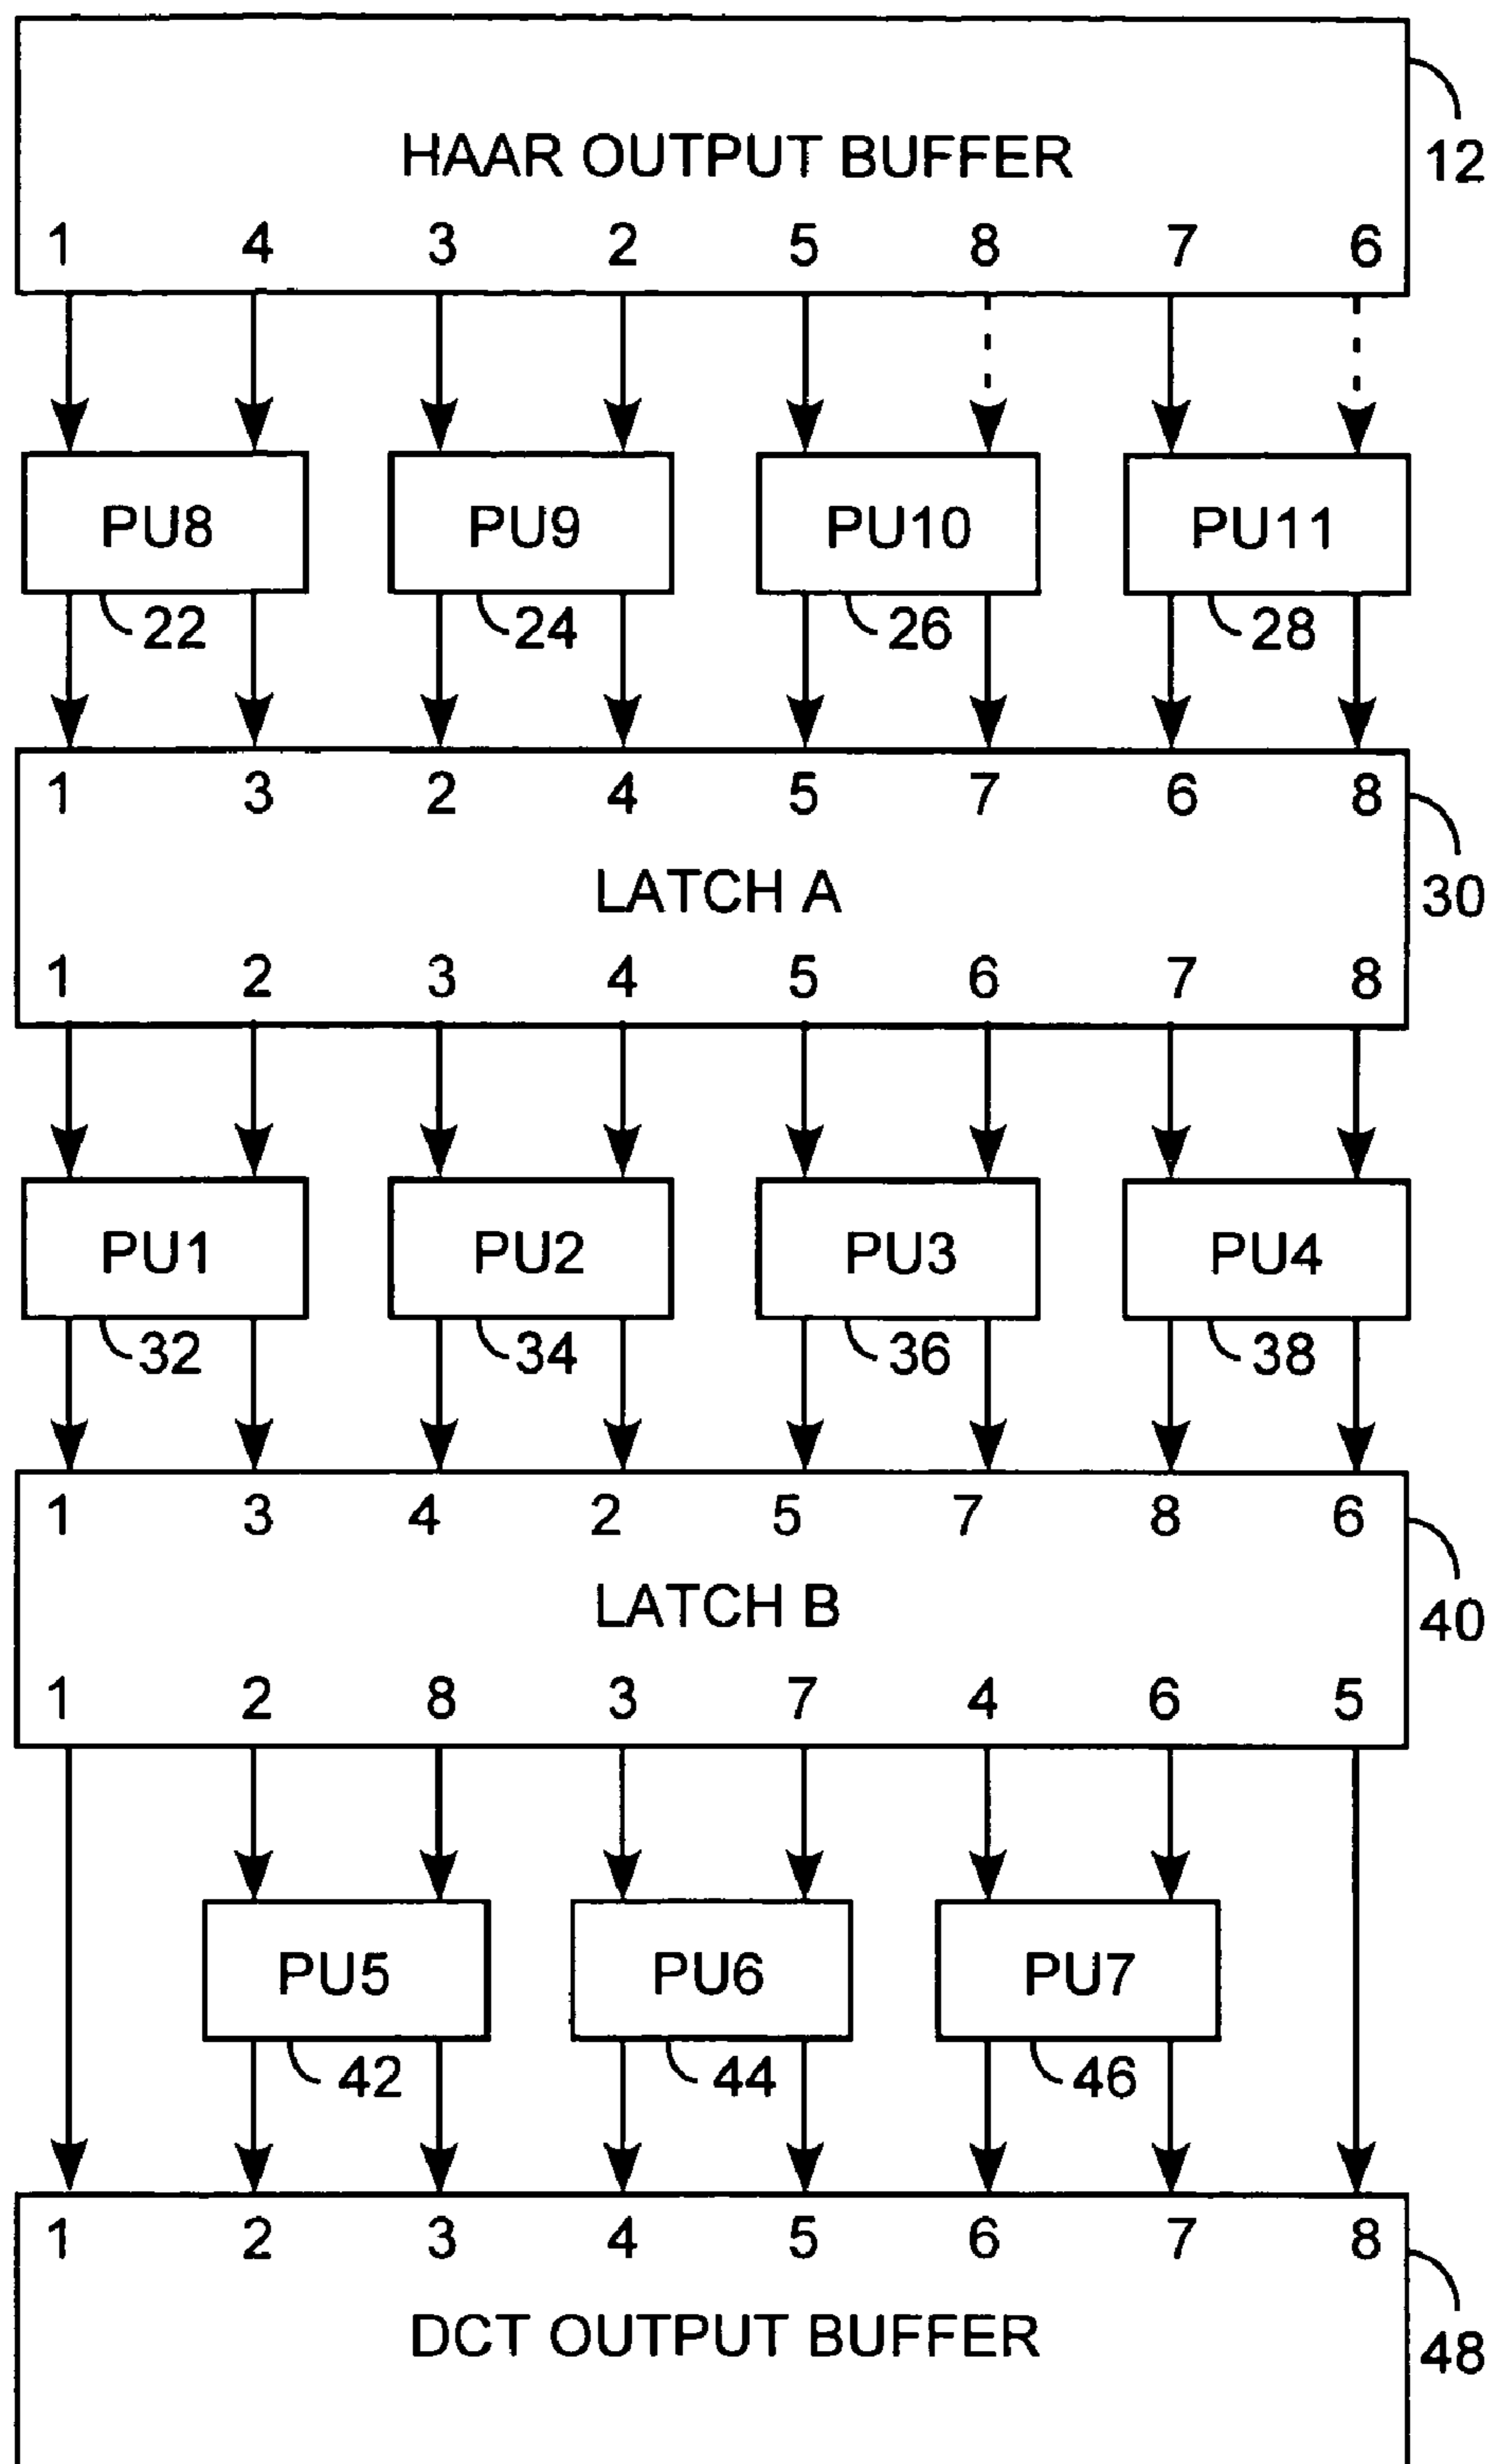 HAAR OUTPUT BUFFER
12
1 4 3 2 5 8 7 6
PU8 PU9 PU10 PU11
22 24 26 28
1 3 2 4 5 7 6 8
LATCH A
30
1 2 3 4 5 6 7 8
PU1 PU2 PU3 PU4
32 34 36 38
1 3 4 2 5 7 8 6
LATCH B
40
1 2 8 3 7 4 6 5
PU5 PU6 PU7
42 44 46
1 2 3 4 5 6 7 8
DCT OUTPUT BUFFER
48